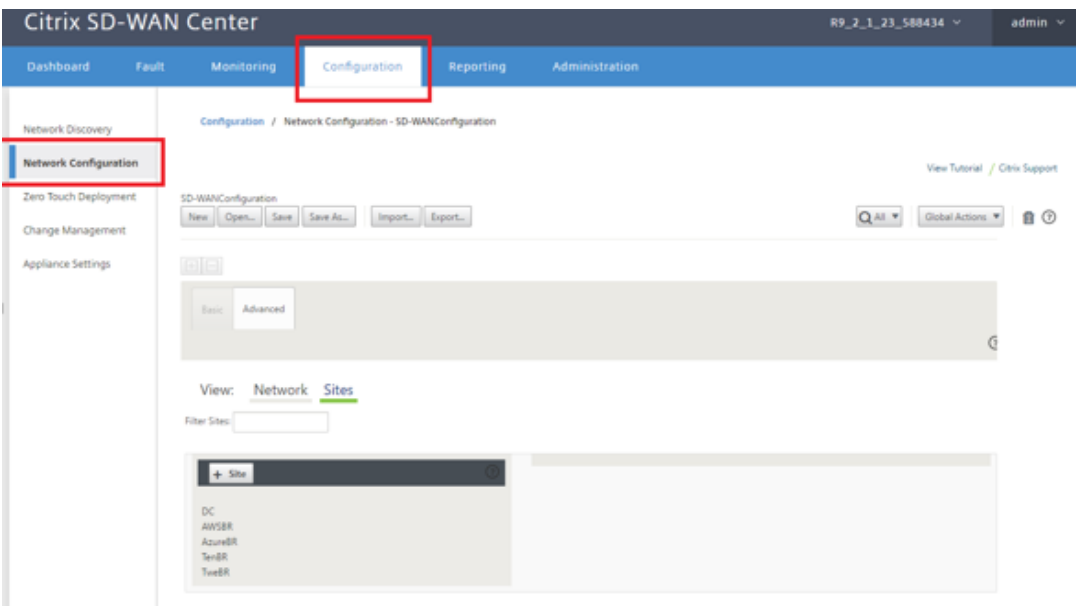 Citrix SD-WAN Center
R9_2_1_23_588434
admin
Dashboard Fault Monitoring Configuration Reporting Administration
Configuration / Network Configuration - SD-WANConfiguration
Network Discovery
Network Configuration
Zero Touch Deployment
Change Management
Appliance Settings
View Tutorial / Citrix Support
SD-WANConfiguration
New Open... Save Save As... Import... Export...
All Global Actions
Basic Advanced
View: Network Sites
Filter Sites:
+ Site
DC
AWSBR
AzureBR
TenBR
TweBR